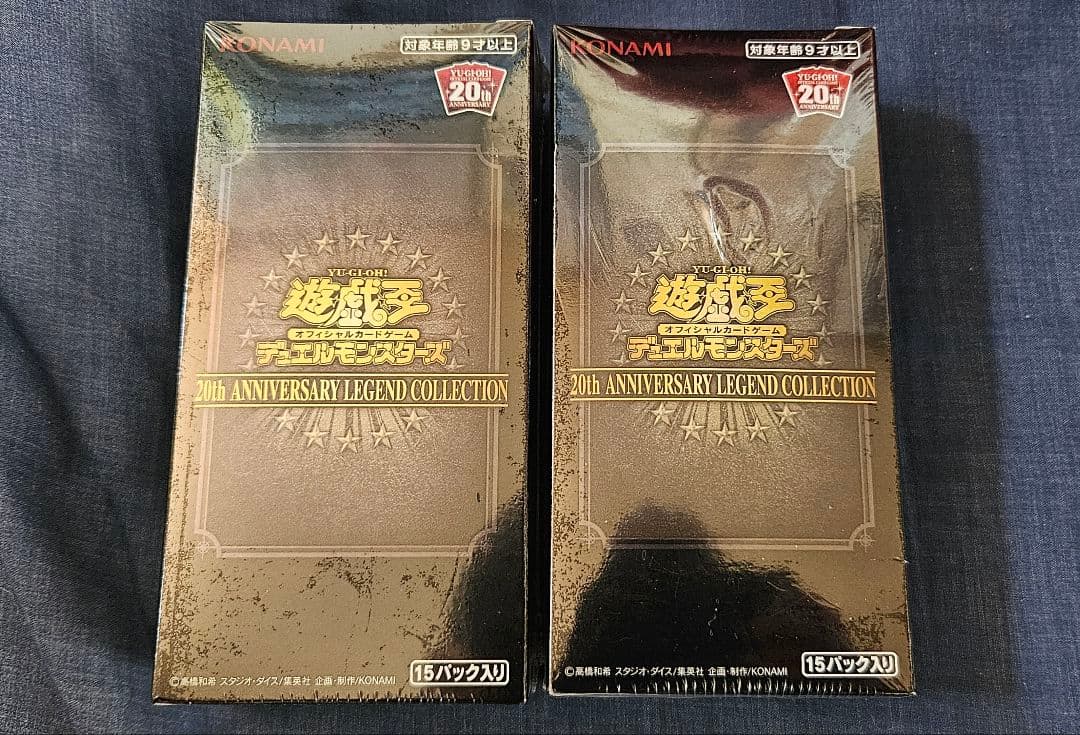 KONAMI
対象年齢9才以上
YU-GI-OH!
OFFICIAL CARD GAME
20th
ANNIVERSARY
YU-GI-OH!
遊戯王
オフィシャルカードゲーム
デュエルモンスターズ
20th ANNIVERSARY LEGEND COLLECTION
©高橋和希 スタジオ・ダイス/集英社 企画・制作/KONAMI
15パック入り
KONAMI
対象年齢9才以上
YU-GI-OH!
OFFICIAL CARD GAME
20th
ANNIVERSARY
YU-GI-OH!
遊戯王
オフィシャルカードゲーム
デュエルモンスターズ
20th ANNIVERSARY LEGEND COLLECTION
©高橋和希 スタジオ・ダイス/集英社 企画・制作/KONAMI
15パック入り